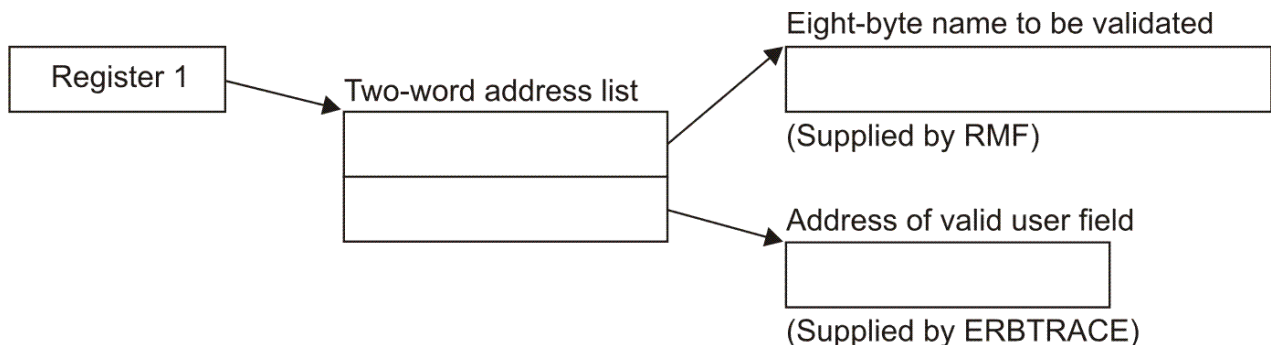 Eight-byte name to be validated
Register 1
Two-word address list
(Supplied by RMF)
Address of valid user field
(Supplied by ERBTRACE)